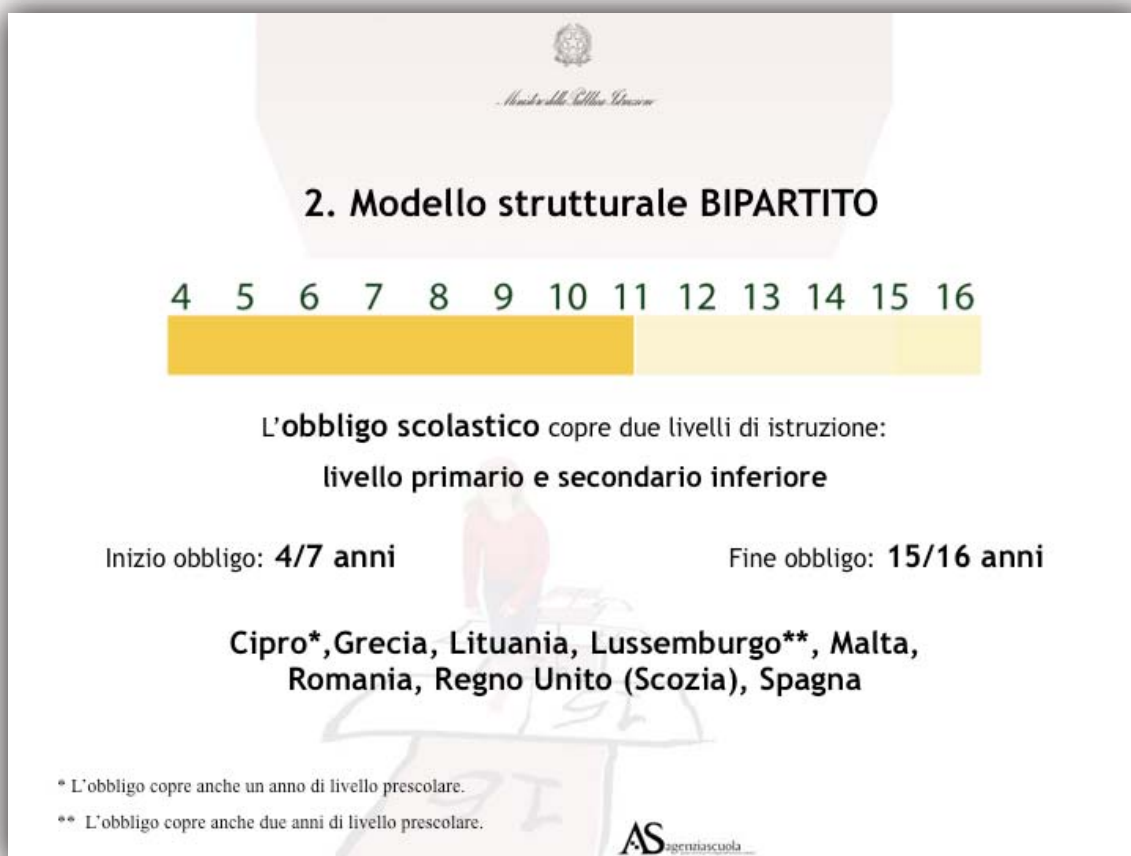 Ministero della Pubblica Istruzione
2. Modello strutturale BIPARTITO
4 5 6 7 8 9 10 11 12 13 14 15 16
L'obbligo scolastico copre due livelli di istruzione:
livello primario e secondario inferiore
Inizio obbligo: 4/7 anni Fine obbligo: 15/16 anni
Cipro*,Grecia, Lituania, Lussemburgo**, Malta,
Romania, Regno Unito (Scozia), Spagna
* L'obbligo copre anche un anno di livello prescolare.
** L'obbligo copre anche due anni di livello prescolare.
AS agenziascuola